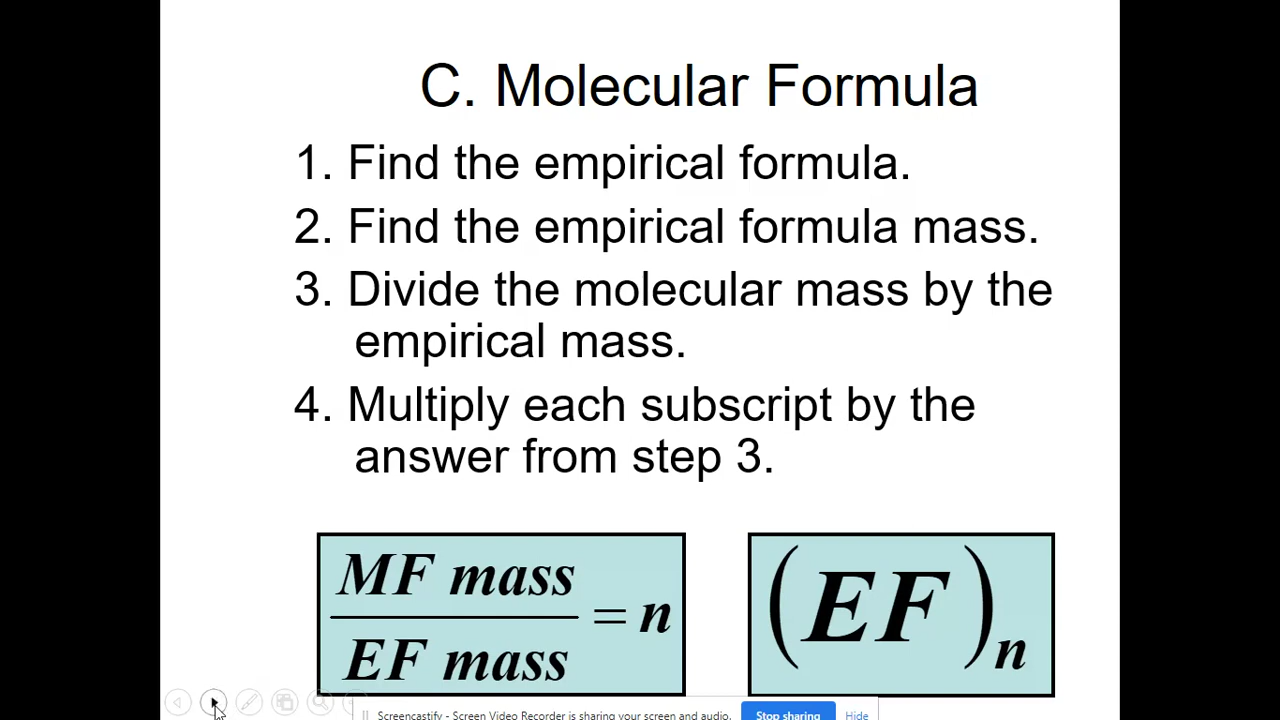 C. Molecular Formula
1. Find the empirical formula.
2. Find the empirical formula mass.
3. Divide the molecular mass by the
empirical mass.
4. Multiply each subscript by the
answer from step 3.
MF mass
EF mass
= n
(EF)n
Screencastify - Screen Video Recorder is sharing your screen and audio.
Stop sharing
Hide